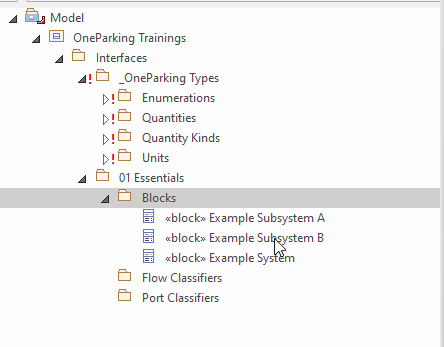 Model
OneParking Trainings
Interfaces
_OneParking Types
Enumerations
Quantities
Quantity Kinds
Units
01 Essentials
Blocks
«block» Example Subsystem A
«block» Example Subsystem B
«block» Example System
Flow Classifiers
Port Classifiers